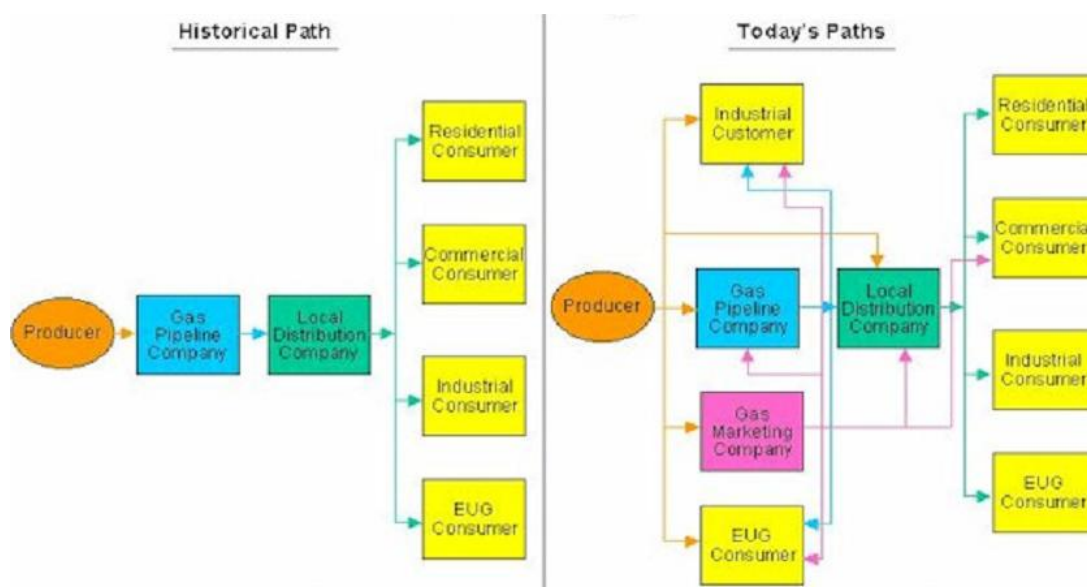 Historical Path
Producer
Gas
Pipeline
Company
Local
Distribution
Company
Residential
Consumer
Commercial
Consumer
Industrial
Consumer
EUG
Consumer
Today's Paths
Producer
Industrial
Customer
Gas
Pipeline
Company
Gas
Marketing
Company
EUG
Consumer
Local
Distribution
Company
Residential
Consumer
Commercial
Consumer
Industrial
Consumer
EUG
Consumer